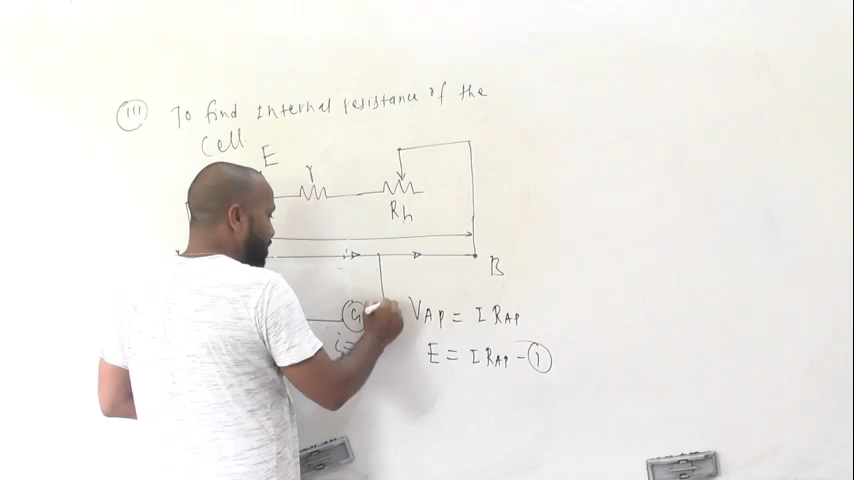 (III) To find Internal resistance of the
Cell.
E
r
Rh
B
G
VAP = I RAP
E = I RAP - (1)